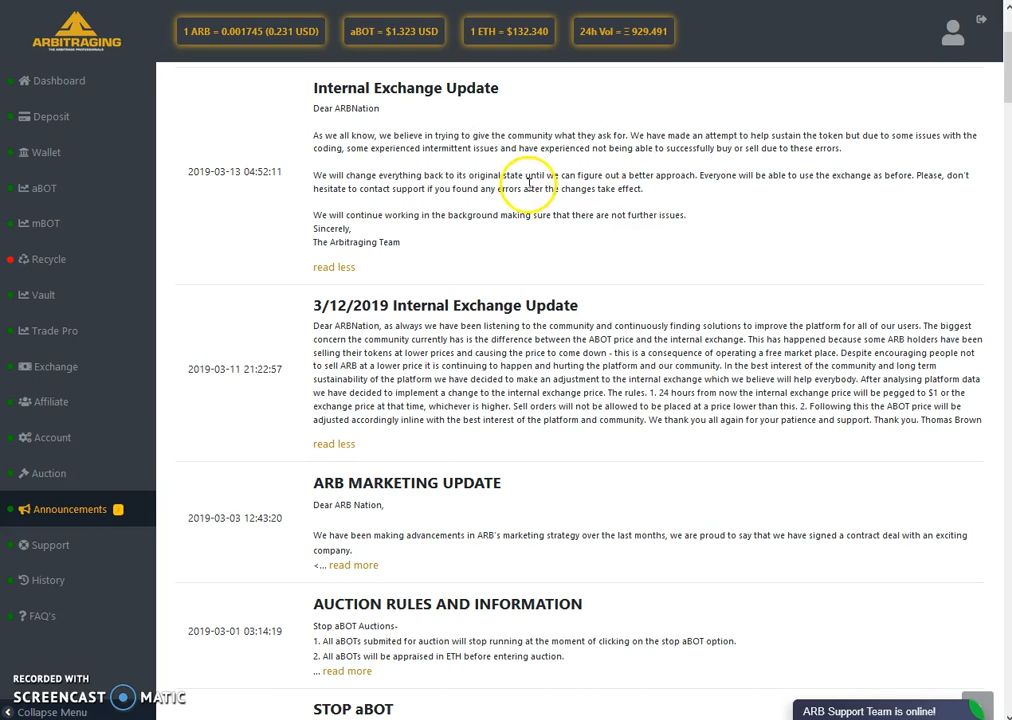 ARBITRAGING
THE ARBITRAGE PROFESSIONALS
1 ARB = 0.001745 (0.231 USD)
aBOT = $1.323 USD
1 ETH = $132.340
24h Vol = Ξ 929.491
Dashboard
Deposit
Wallet
aBOT
mBOT
Recycle
Vault
Trade Pro
Exchange
Affiliate
Account
Auction
Announcements
Support
History
FAQ's
Collapse Menu
RECORDED WITH
SCREENCAST MATIC
2019-03-13 04:52:11
Internal Exchange Update
Dear ARBNation
As we all know, we believe in trying to give the community what they ask for. We have made an attempt to help sustain the token but due to some issues with the
coding, some experienced intermittent issues and have experienced not being able to successfully buy or sell due to these errors.
We will change everything back to its original state until we can figure out a better approach. Everyone will be able to use the exchange as before. Please, don't
hesitate to contact support if you found any errors after the changes take effect.
We will continue working in the background making sure that there are not further issues.
Sincerely,
The Arbitraging Team
read less
2019-03-11 21:22:57
3/12/2019 Internal Exchange Update
Dear ARBNation, as always we have been listening to the community and continuously finding solutions to improve the platform for all of our users. The biggest
concern the community currently has is the difference between the ABOT price and the internal exchange. This has happened because some ARB holders have been
selling their tokens at lower prices and causing the price to come down - this is a consequence of operating a free market place. Despite encouraging people not
to sell ARB at a lower price it is continuing to happen and hurting the platform and our community. In the best interest of the community and long term
sustainability of the platform we have decided to make an adjustment to the internal exchange which we believe will help everybody. After analysing platform data
we have decided to implement a change to the internal exchange price. The rules. 1. 24 hours from now the internal exchange price will be pegged to $1 or the
exchange price at that time, whichever is higher. Sell orders will not be allowed to be placed at a price lower than this. 2. Following this the ABOT price will be
adjusted accordingly inline with the best interest of the platform and community. We thank you all again for your patience and support. Thank you. Thomas Brown
read less
2019-03-03 12:43:20
ARB MARKETING UPDATE
Dear ARB Nation,
We have been making advancements in ARB's marketing strategy over the last months, we are proud to say that we have signed a contract deal with an exciting
company.
<... read more
2019-03-01 03:14:19
AUCTION RULES AND INFORMATION
Stop aBOT Auctions-
1. All aBOTs submited for auction will stop running at the moment of clicking on the stop aBOT option.
2. All aBOTs will be appraised in ETH before entering auction.
... read more
STOP aBOT
ARB Support Team is online!